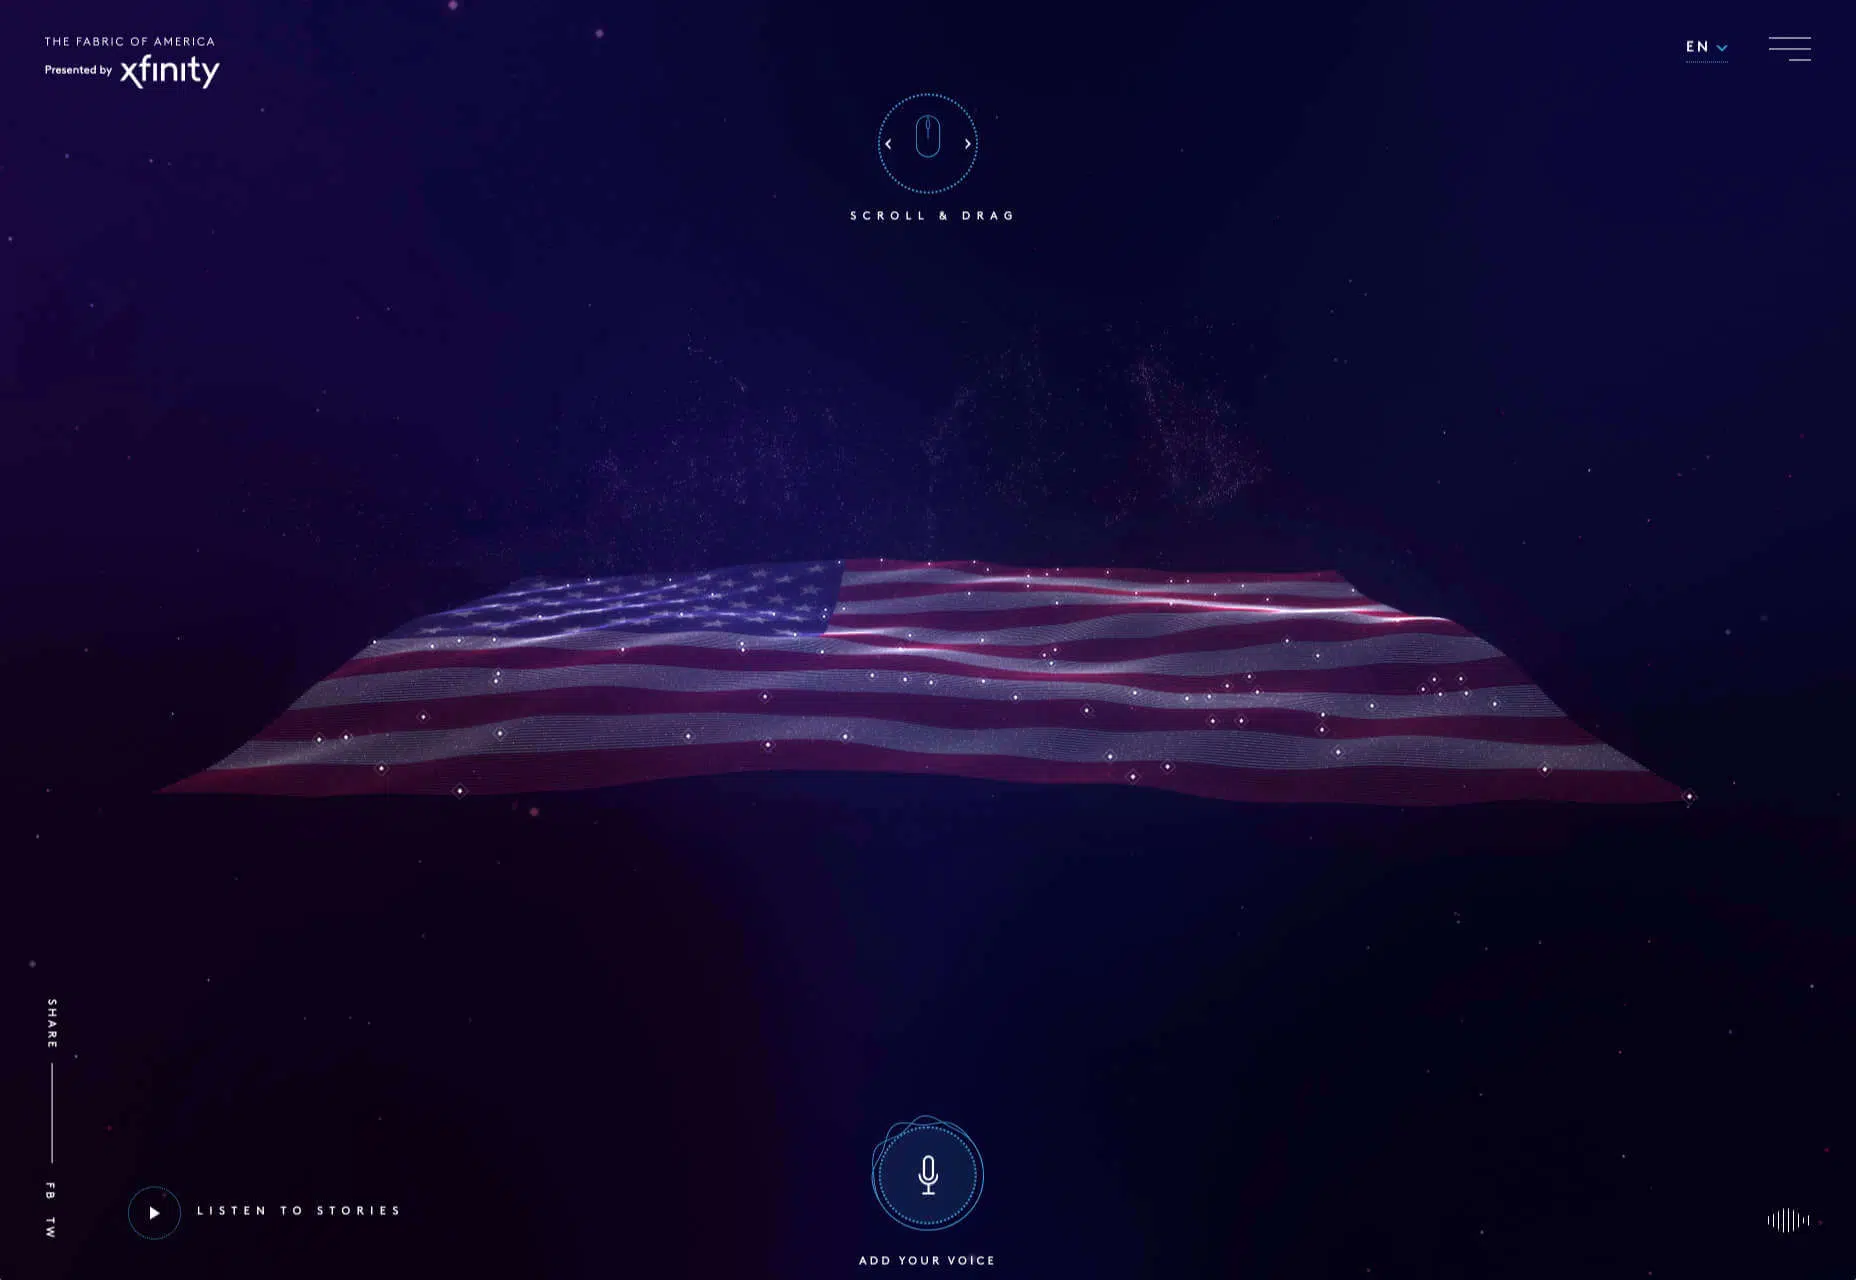 THE FABRIC OF AMERICA
Presented by xfinity
EN
SCROLL & DRAG
SHARE
FB TW
LISTEN TO STORIES
ADD YOUR VOICE